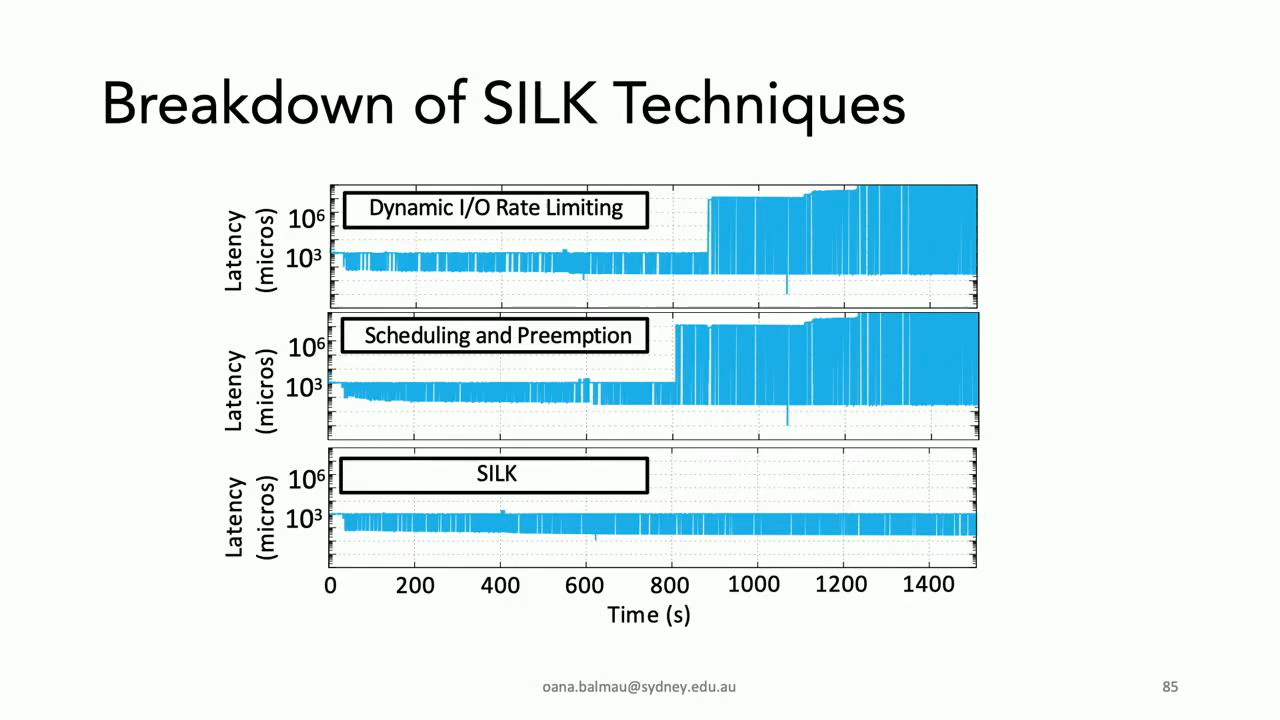 Breakdown of SILK Techniques
Dynamic I/O Rate Limiting
Latency
(micros)
10⁶
10³
Scheduling and Preemption
Latency
(micros)
10⁶
10³
SILK
Latency
(micros)
10⁶
10³
0 200 400 600 800 1000 1200 1400
Time (s)
oana.balmau@sydney.edu.au
85